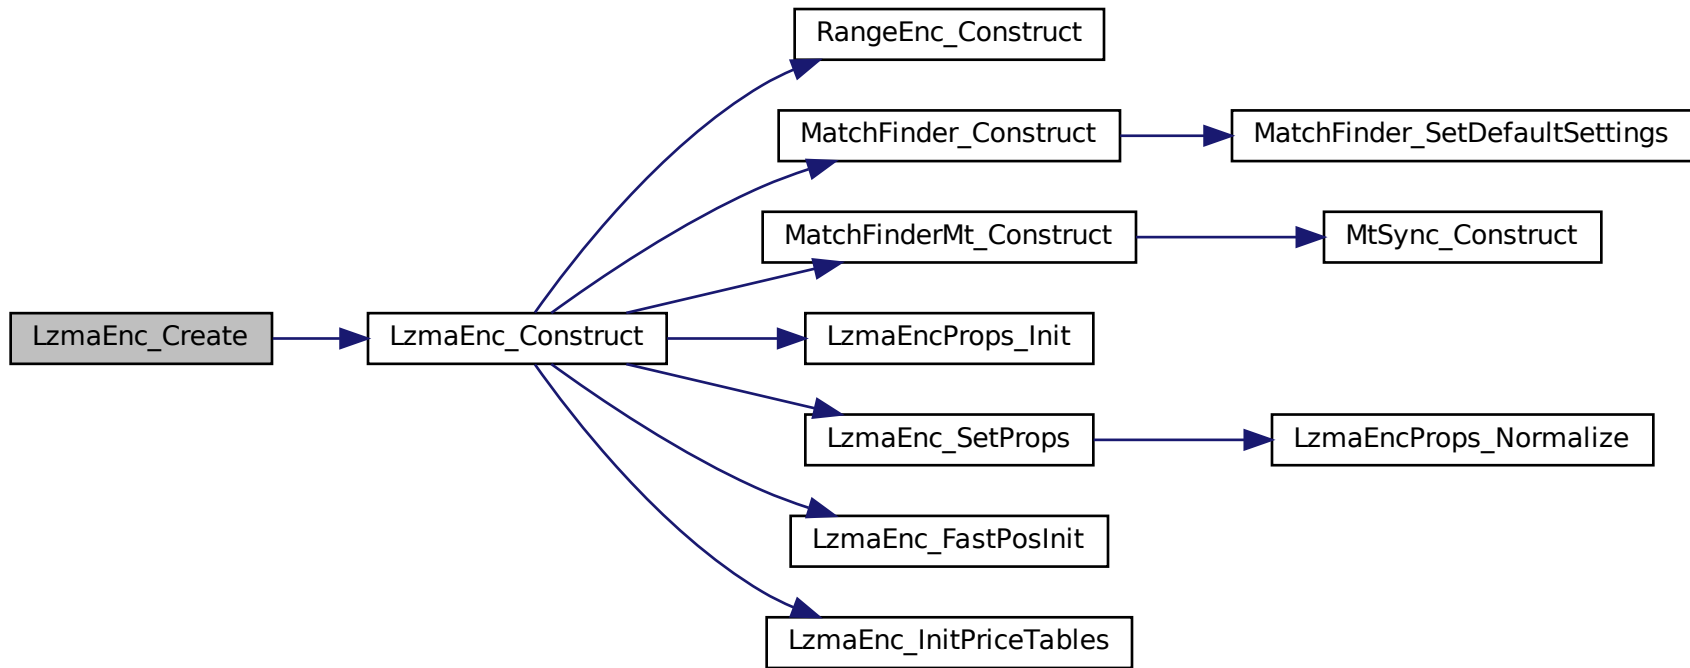 RangeEnc_Construct
MatchFinder_Construct
MatchFinder_SetDefaultSettings
MatchFinderMt_Construct
MtSync_Construct
LzmaEnc_Create
LzmaEnc_Construct
LzmaEncProps_Init
LzmaEnc_SetProps
LzmaEncProps_Normalize
LzmaEnc_FastPosInit
LzmaEnc_InitPriceTables